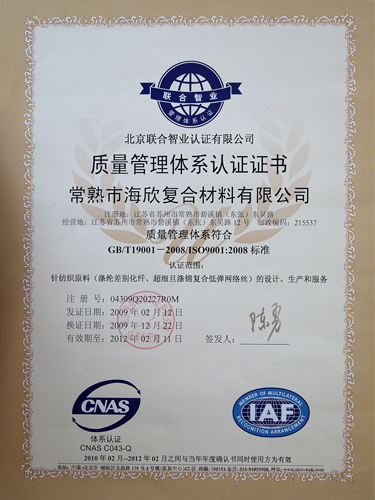 联合智业
管理体系认证
北京联合智业认证有限公司
质量管理体系认证证书
常熟市海欣复合材料有限公司
注册地：江苏省苏州市常熟市碧溪镇（东张）东吴路
经营地：江苏省苏州市常熟市碧溪镇（东张）东吴路 12 号 邮政编码：215537
质量管理体系符合
GB/T19001－2008/ISO9001:2008 标准
认证范围：
针纺织原料（涤纶差别化纤、超细旦涤锦复合低弹网络丝）的设计、生产和服务
注 册 号：04309Q20227R0M
发证日期：2009 年 02 月 12 日
换证日期：2009 年 12 月 22 日
有效期至：2012 年 02 月 11 日
签发人：
陈勇
CNAS
体系认证
CNAS C043-Q
MEMBER OF MULTILATERAL
IAF
RECOGNITION ARRANGEMENT
2010 年 02 月--2012 年 02 月之间与当年年度确认书同时使用方为有效